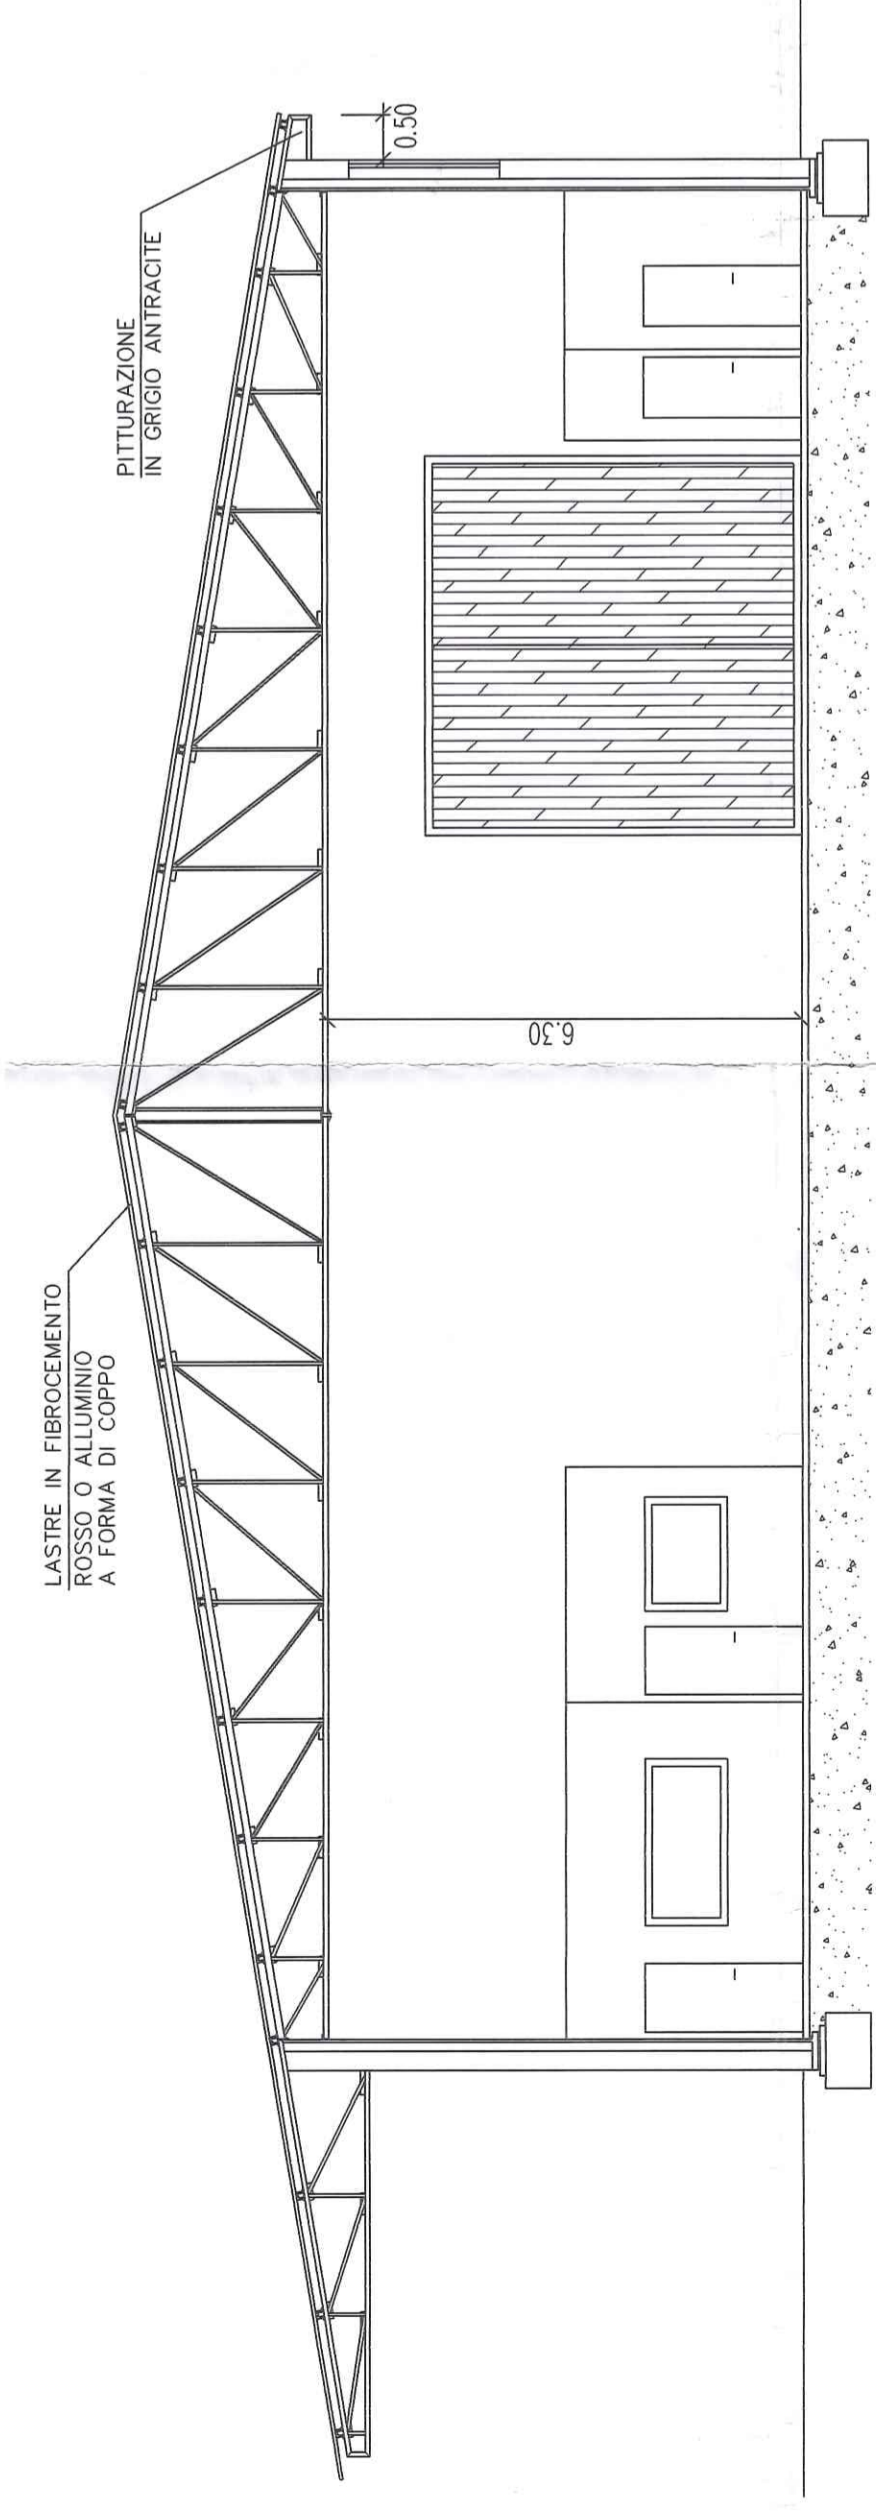 LASTRE IN FIBROCEMENTO
ROSSO O ALLUMINIO
A FORMA DI COPPO
PITTURAZIONE
IN GRIGIO ANTRACITE
0.50
6.30